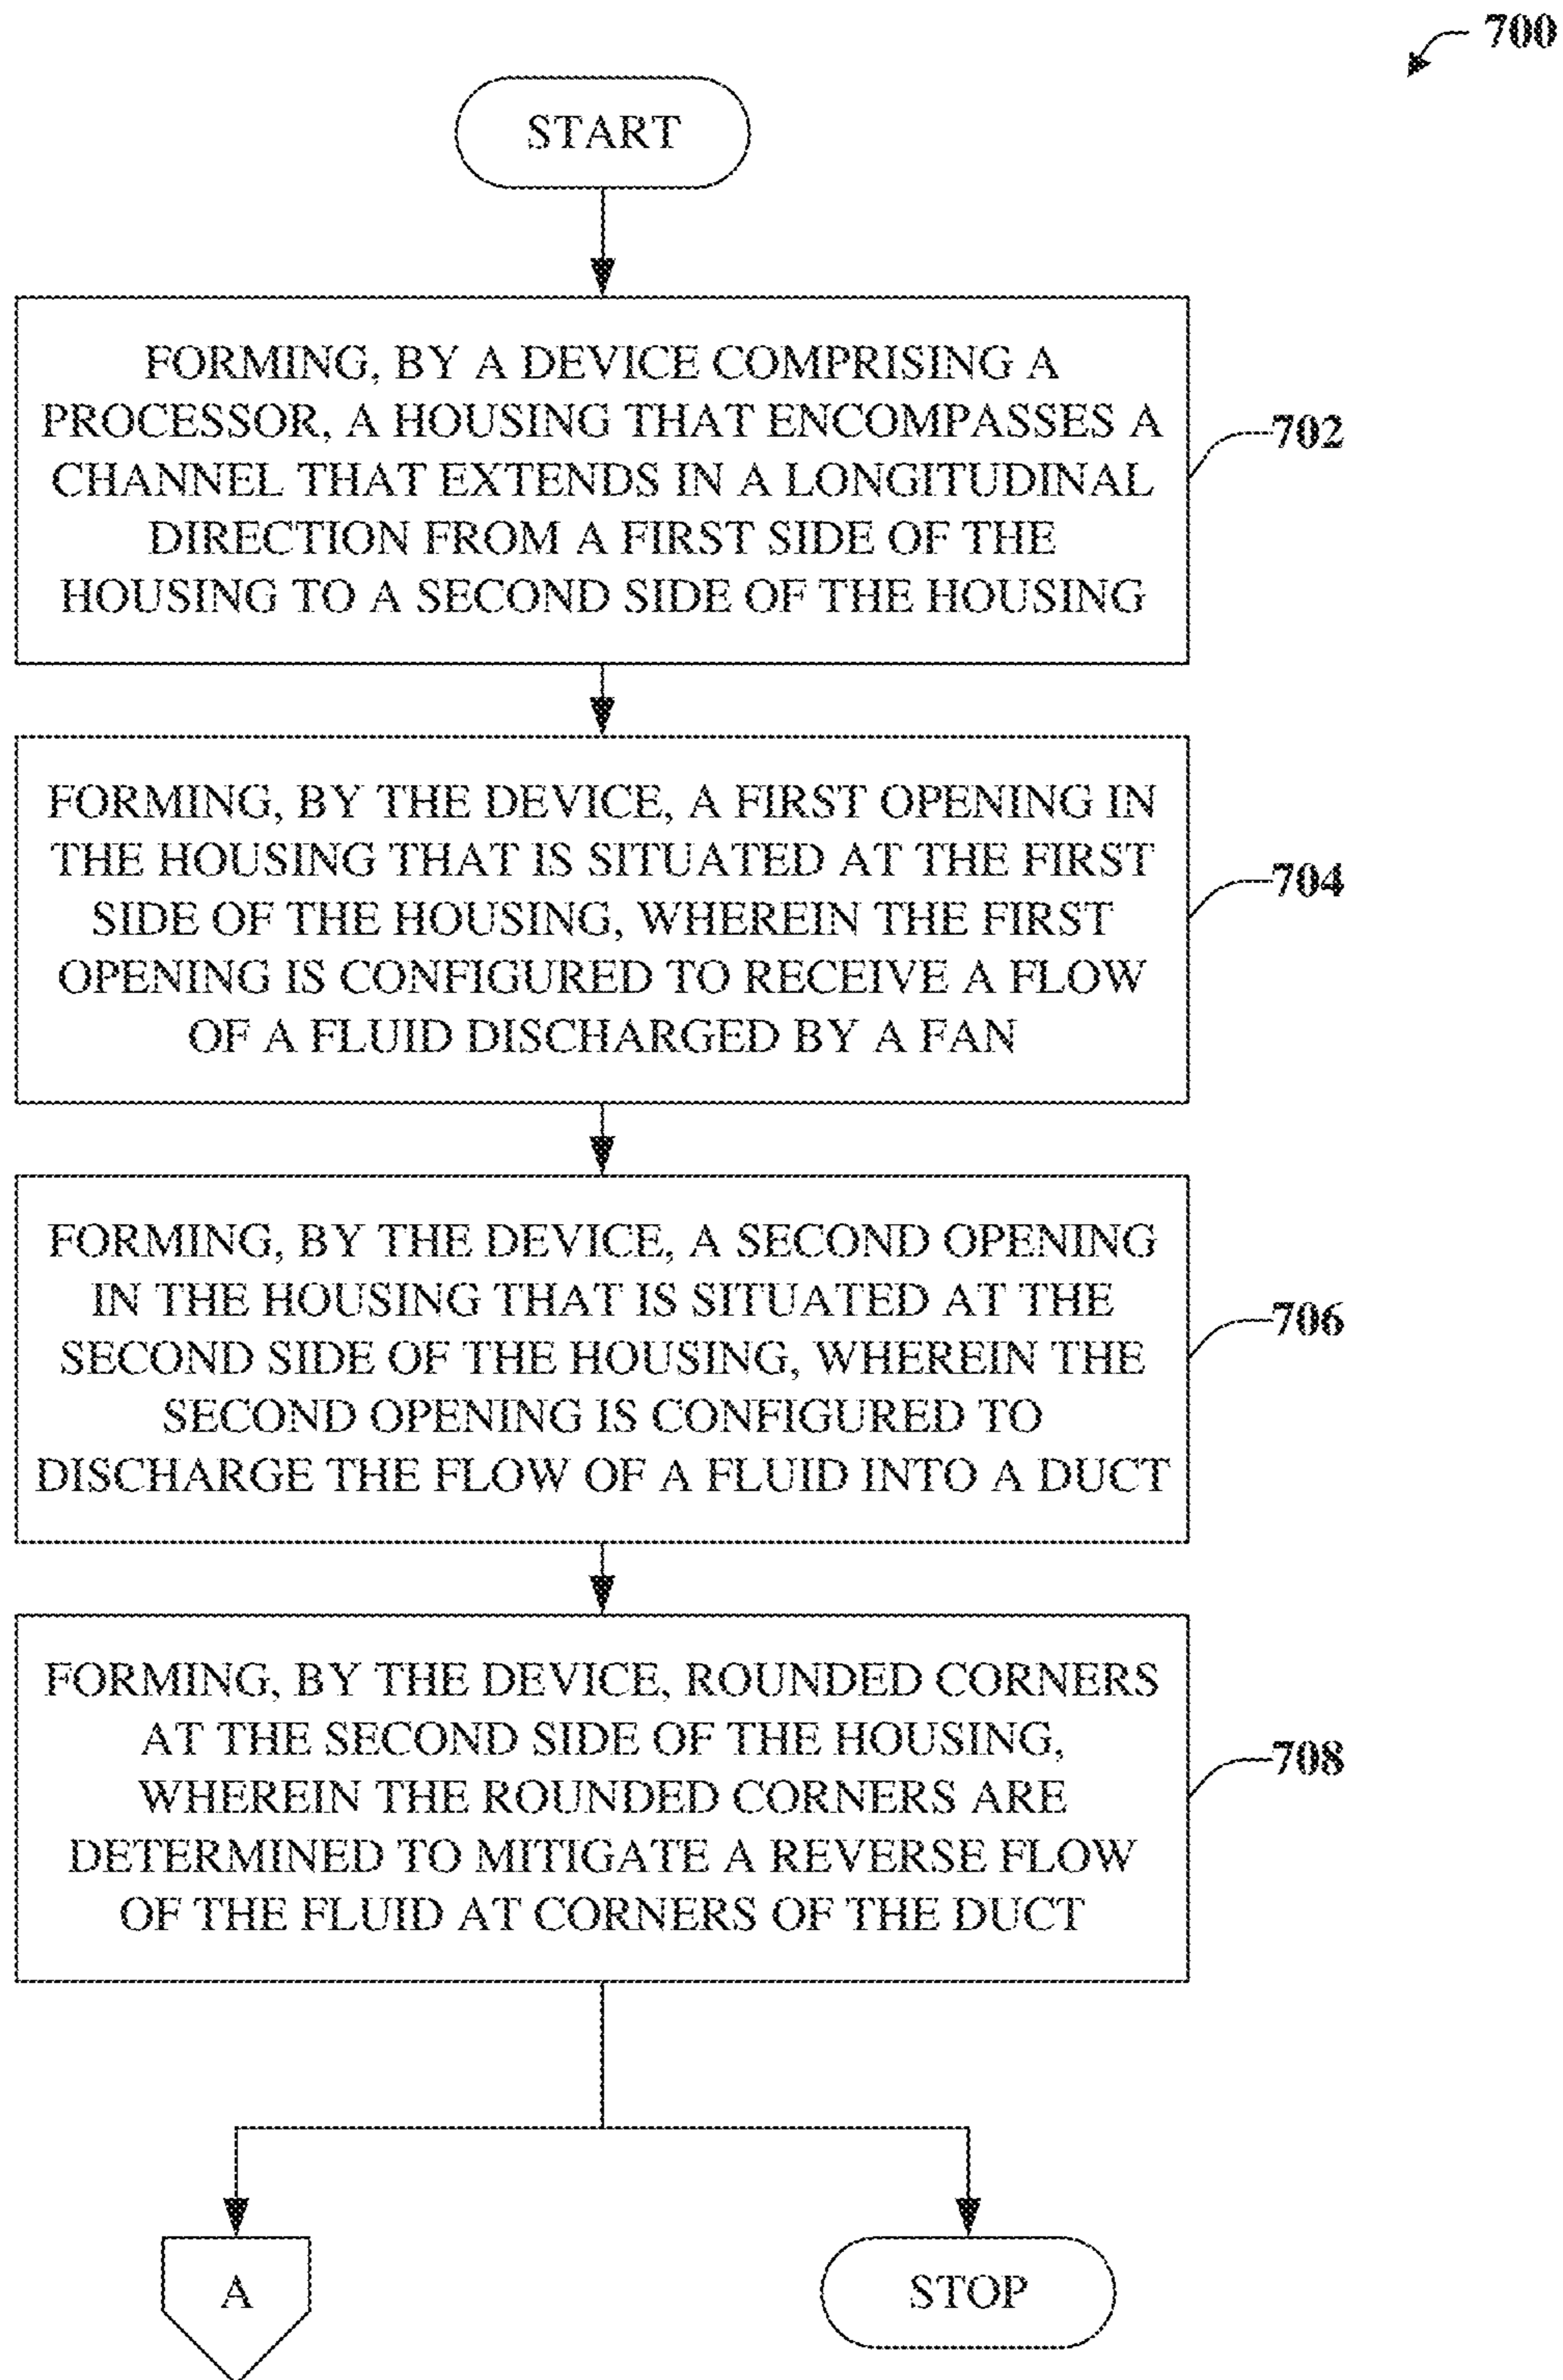 700
START
FORMING, BY A DEVICE COMPRISING A
PROCESSOR, A HOUSING THAT ENCOMPASSES A
CHANNEL THAT EXTENDS IN A LONGITUDINAL
DIRECTION FROM A FIRST SIDE OF THE
HOUSING TO A SECOND SIDE OF THE HOUSING
702
FORMING, BY THE DEVICE, A FIRST OPENING IN
THE HOUSING THAT IS SITUATED AT THE FIRST
SIDE OF THE HOUSING, WHEREIN THE FIRST
OPENING IS CONFIGURED TO RECEIVE A FLOW
OF A FLUID DISCHARGED BY A FAN
704
FORMING, BY THE DEVICE, A SECOND OPENING
IN THE HOUSING THAT IS SITUATED AT THE
SECOND SIDE OF THE HOUSING, WHEREIN THE
SECOND OPENING IS CONFIGURED TO
DISCHARGE THE FLOW OF A FLUID INTO A DUCT
706
FORMING, BY THE DEVICE, ROUNDED CORNERS
AT THE SECOND SIDE OF THE HOUSING,
WHEREIN THE ROUNDED CORNERS ARE
DETERMINED TO MITIGATE A REVERSE FLOW
OF THE FLUID AT CORNERS OF THE DUCT
708
A
STOP